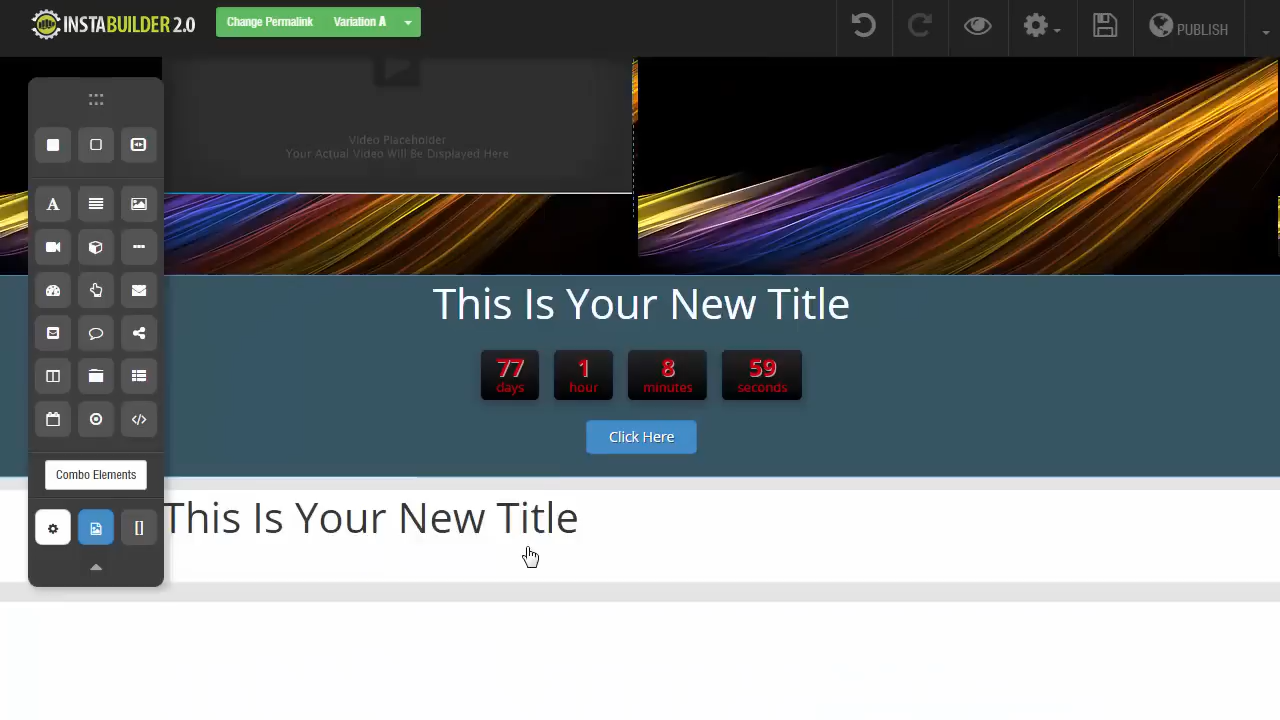 INSTABUILDER 2.0
Change Permalink
Variation A
PUBLISH
Video Placeholder
Your Actual Video Will Be Displayed Here
A
This Is Your New Title
77 1 8 59
days hour minutes seconds
Click Here
Combo Elements
This Is Your New Title